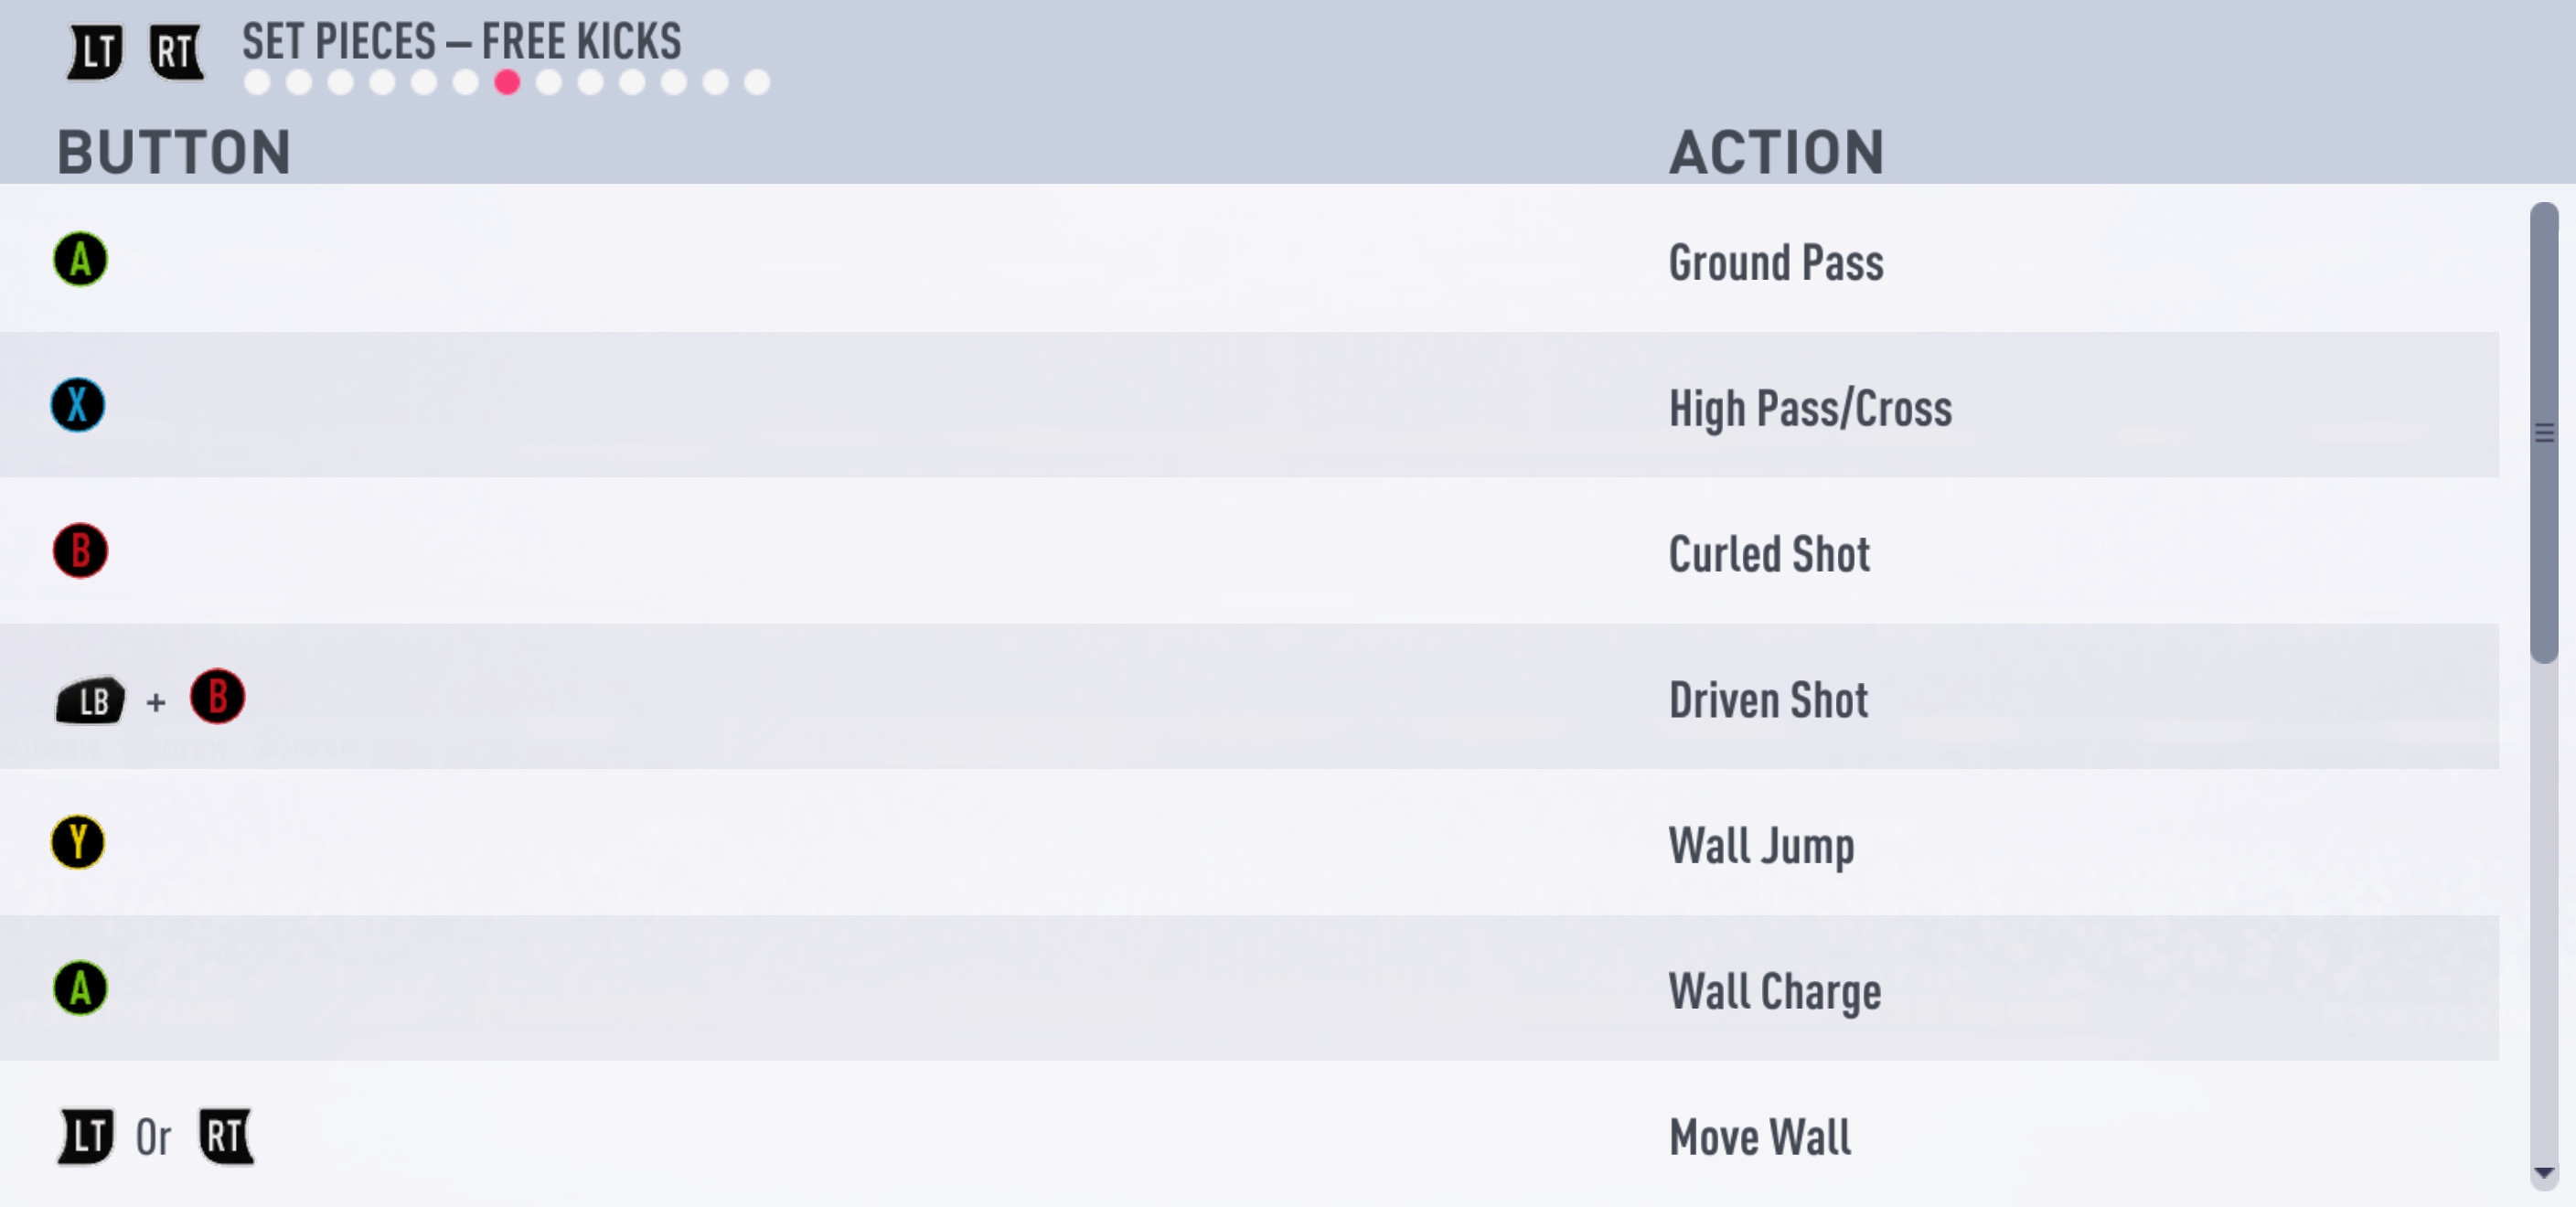 LT RT SET PIECES – FREE KICKS
BUTTON ACTION
A Ground Pass
X High Pass/Cross
B Curled Shot
LB + B Driven Shot
Y Wall Jump
A Wall Charge
LT Or RT Move Wall